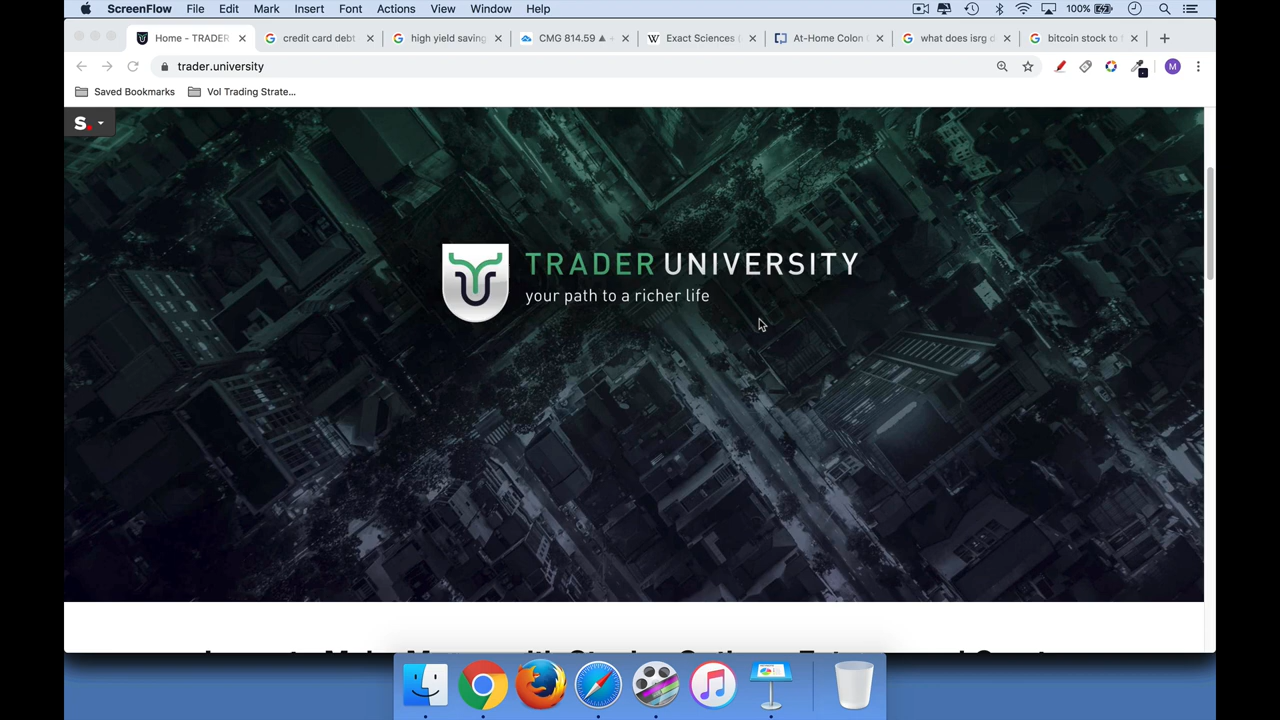 ScreenFlow File Edit Mark Insert Font Actions View Window Help 100%
Home - TRADER credit card debt high yield saving CMG 814.59 ▲ Exact Sciences ( At-Home Colon what does isrg d bitcoin stock to f
trader.university M
Saved Bookmarks Vol Trading Strate...
S.
TRADER UNIVERSITY
your path to a richer life